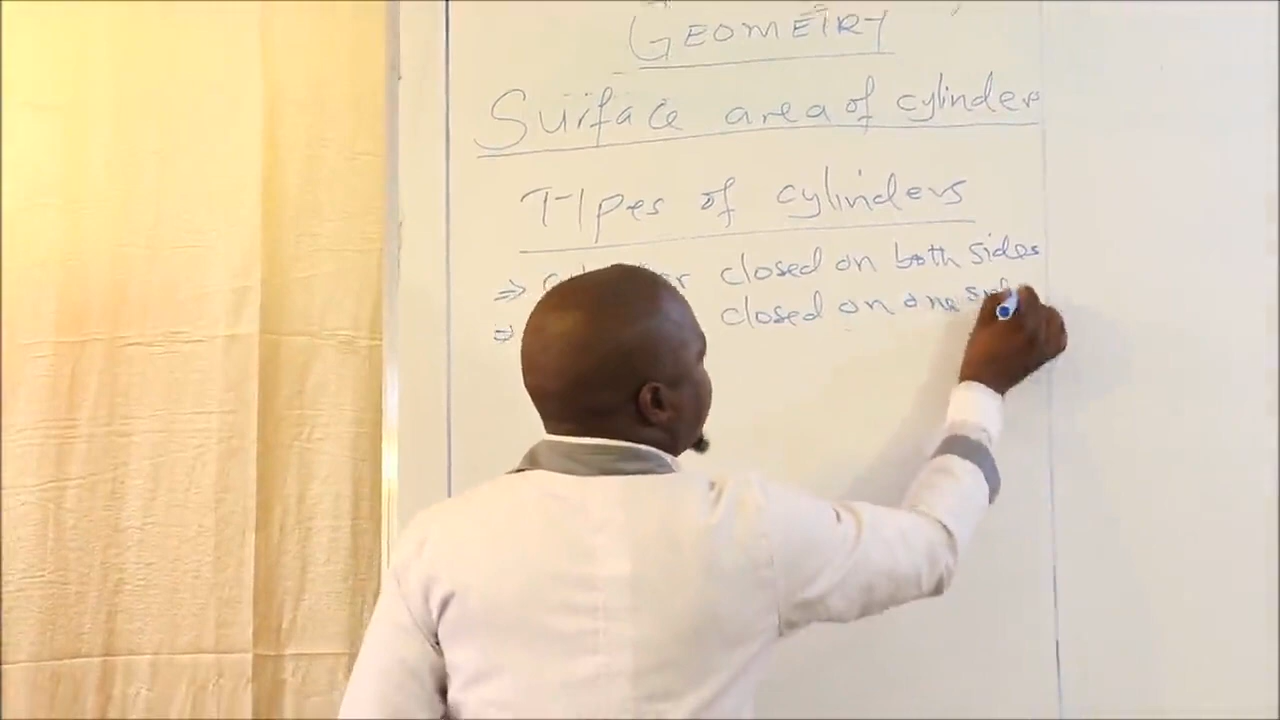 GEOMETRY
Surface area of cylinder
Types of cylinders
⇒ closed on both sides
⇒ closed on one